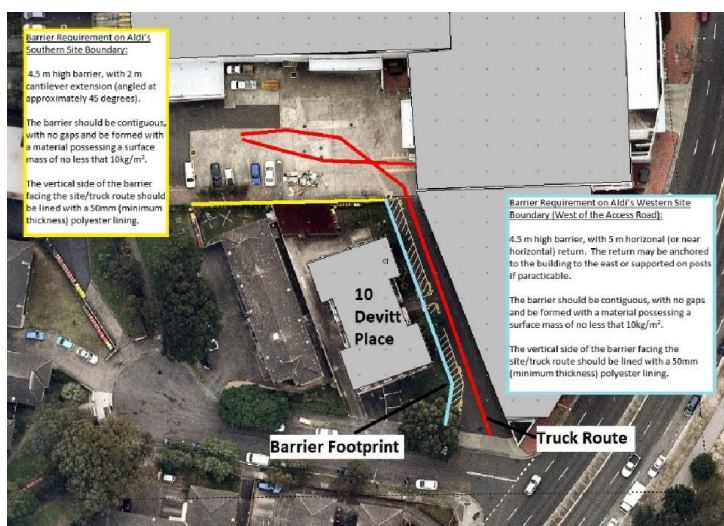 Barrier Requirement on Aldi's
Southern Site Boundary:
4.5 m high barrier, with 2 m
cantilever extension (angled at
approximately 45 degrees).
The barrier should be contiguous,
with no gaps and be formed with
a material possessing a surface
mass of no less that 10kg/m².
The vertical side of the barrier
facing the site/truck route should
be lined with a 50mm (minimum
thickness) polyester lining.
Barrier Requirement on Aldi's Western Site
Boundary (West of the Access Road):
4.5 m high barrier, with 5 m horizonal (or near
horizontal) return. The return may be anchored
to the building to the east or supported on posts
if paracticable.
The barrier should be contiguous, with no gaps
and be formed with a material possessing a
surface mass of no less that 10kg/m².
The vertical side of the barrier facing the
site/truck route should be lined with a 50mm
(minimum thickness) polyester lining.
10
Devitt
Place
Barrier Footprint
Truck Route